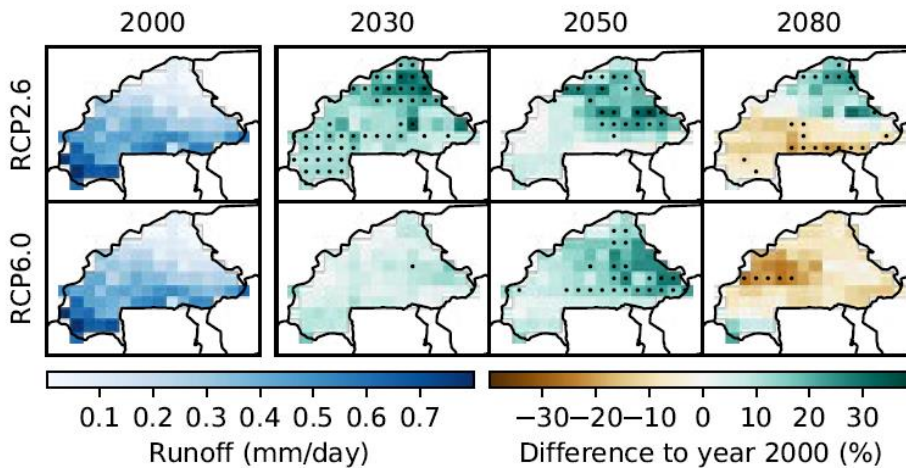 2000 2030 2050 2080
RCP2.6
RCP6.0
0.1 0.2 0.3 0.4 0.5 0.6 0.7 −30 −20 −10 0 10 20 30
Runoff (mm/day) Difference to year 2000 (%)